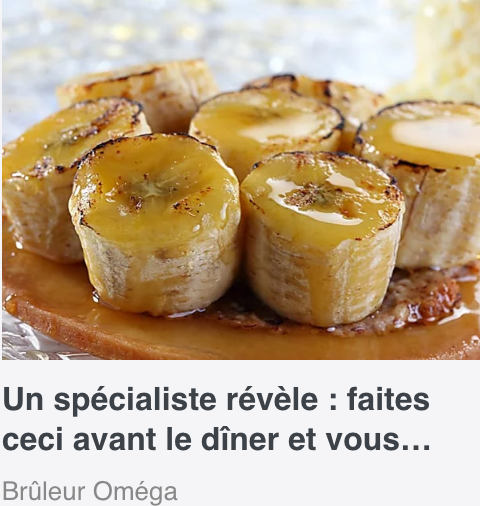 Un spécialiste révèle : faites
ceci avant le dîner et vous...
Brûleur Oméga